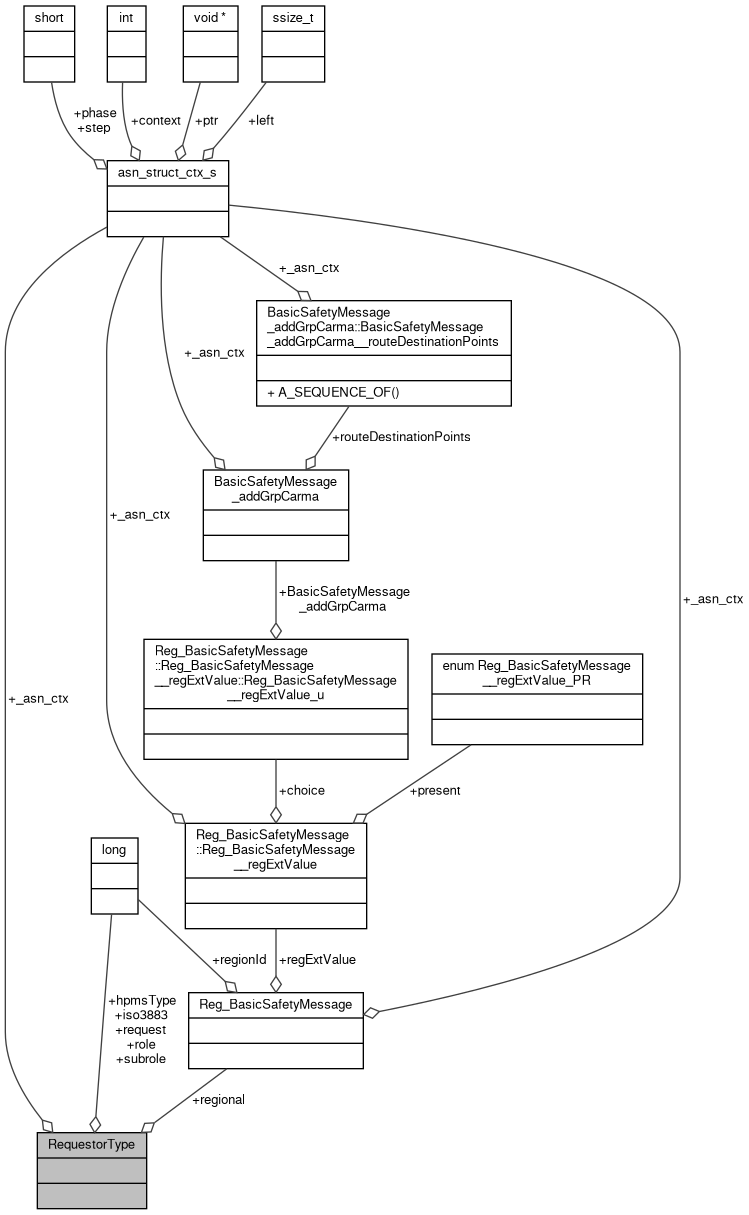 short
int
void *
ssize_t
+phase
+step
+context
+ptr
+left
asn_struct_ctx_s
+_asn_ctx
BasicSafetyMessage
_addGrpCarma::BasicSafetyMessage
_addGrpCarma__routeDestinationPoints
+ A_SEQUENCE_OF()
+_asn_ctx
+routeDestinationPoints
BasicSafetyMessage
_addGrpCarma
+_asn_ctx
+BasicSafetyMessage
_addGrpCarma
+_asn_ctx
Reg_BasicSafetyMessage
::Reg_BasicSafetyMessage
__regExtValue::Reg_BasicSafetyMessage
__regExtValue_u
enum Reg_BasicSafetyMessage
__regExtValue_PR
+_asn_ctx
+choice
+present
Reg_BasicSafetyMessage
::Reg_BasicSafetyMessage
__regExtValue
long
+regionId
+regExtValue
+hpmsType
+iso3883
+request
+role
+subrole
Reg_BasicSafetyMessage
+regional
RequestorType